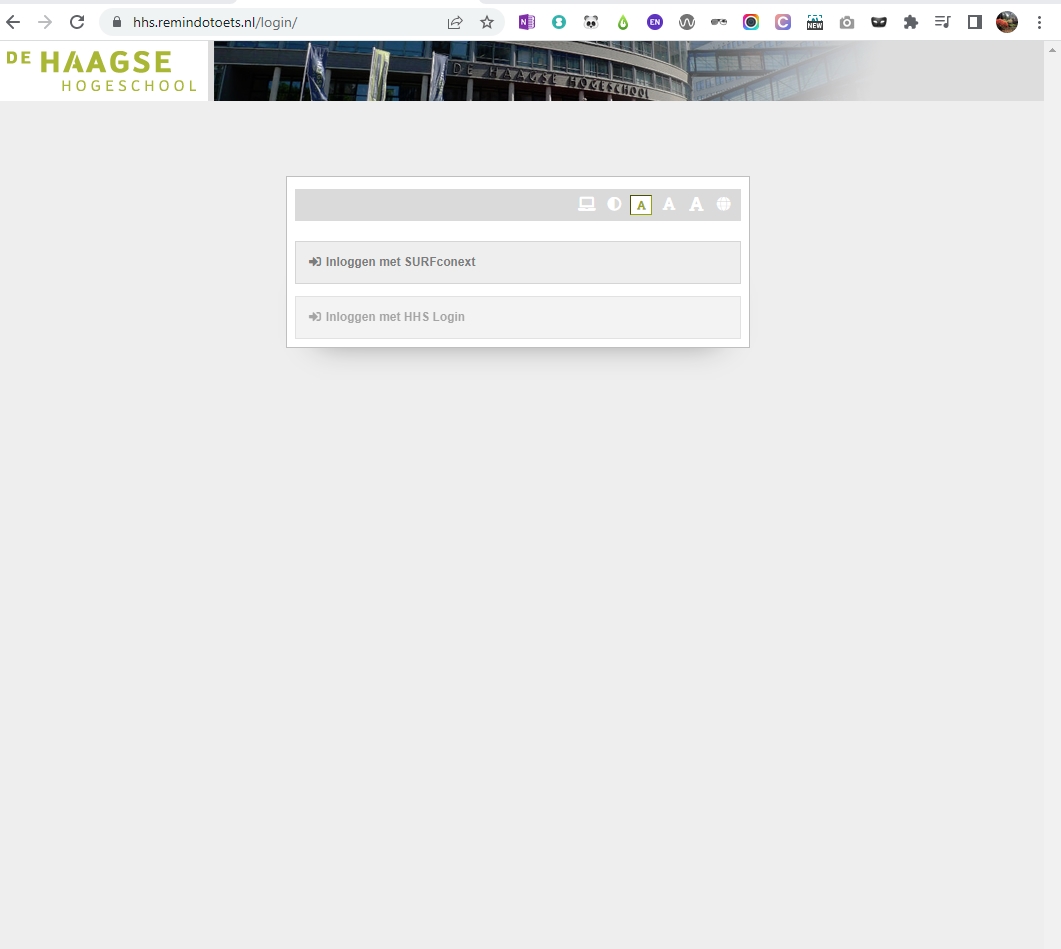 hhs.remindotoets.nl/login/
N
EN
C
NEW
DE HAAGSE
HOGESCHOOL
DE HAAGSE HOGESCHOOL
A A A
Inloggen met SURFconext
Inloggen met HHS Login